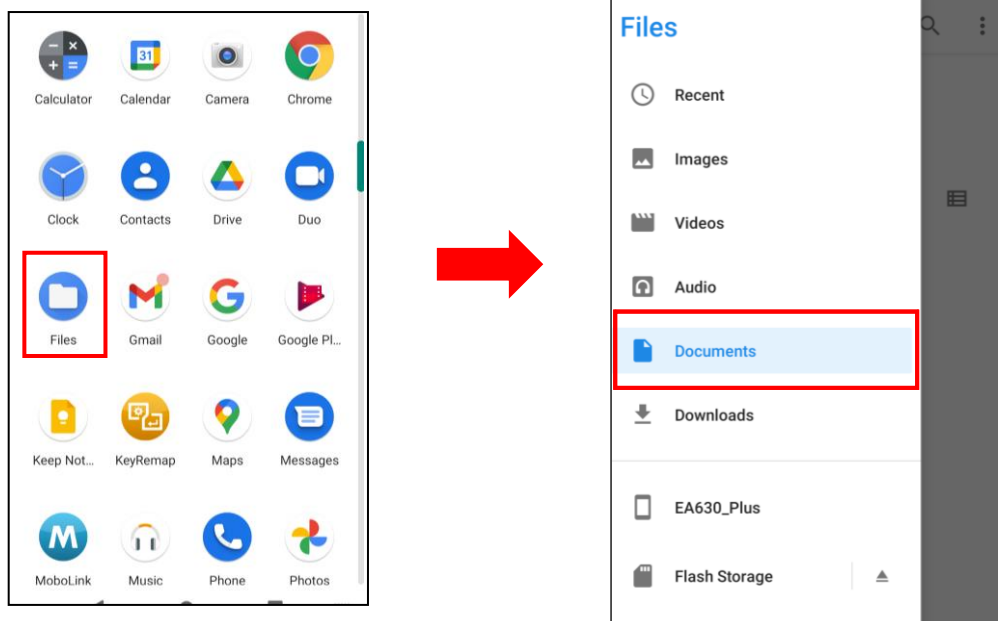 Calculator
Calendar
Camera
Chrome
Clock
Contacts
Drive
Duo
Files
Gmail
Google
Google Pl...
Keep Not...
KeyRemap
Maps
Messages
MoboLink
Music
Phone
Photos
31
M
Files
Recent
Images
Videos
Audio
Documents
Downloads
EA630_Plus
Flash Storage